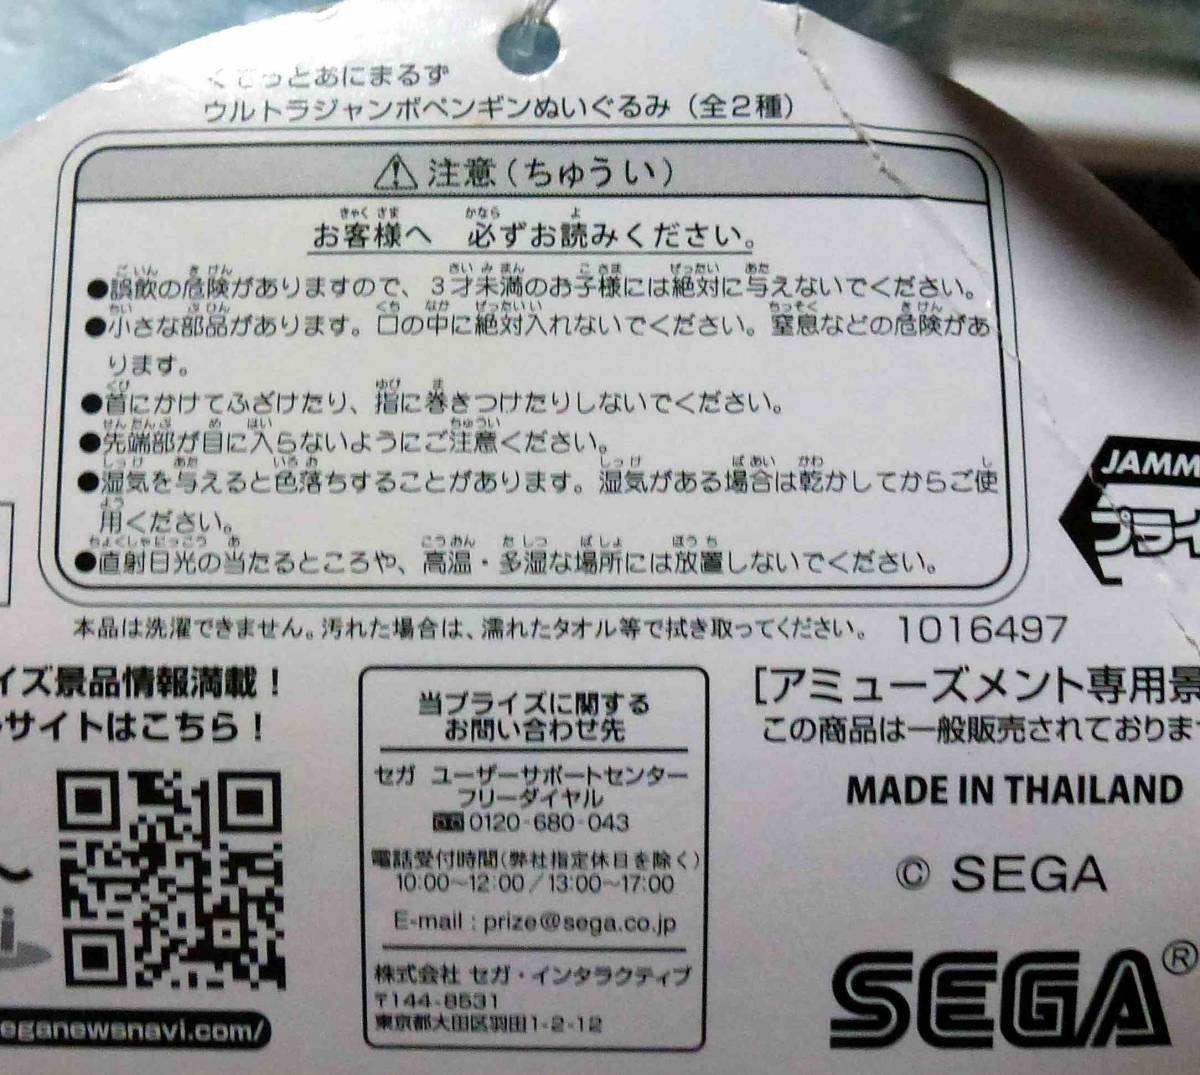 くてっとあにまるず
ウルトラジャンボペンギンぬいぐるみ（全2種）
⚠注意（ちゅうい）
お客様へ 必ずお読みください。
●誤飲の危険がありますので、3才未満のお子様には絶対に与えないでください。
●小さな部品があります。口の中に絶対入れないでください。窒息などの危険があ
ります。
●首にかけてふざけたり、指に巻きつけたりしないでください。
●先端部が目に入らないようにご注意ください。
●湿気を与えると色落ちすることがあります。湿気がある場合は乾かしてからご使
用ください。
●直射日光の当たるところや、高温・多湿な場所には放置しないでください。
本品は洗濯できません。汚れた場合は、濡れたタオル等で拭き取ってください。 1016497
JAMM
プライ
イズ景品情報満載！
サイトはこちら！
eganewsnavi.com/
当プライズに関する
お問い合わせ先
セガ ユーザーサポートセンター
フリーダイヤル
0120-680-043
電話受付時間（弊社指定休日を除く）
10:00～12:00／13:00～17:00
E-mail : prize@sega.co.jp
株式会社 セガ・インタラクティブ
〒144-8531
東京都大田区羽田1-2-12
［アミューズメント専用景
この商品は一般販売されておりま
MADE IN THAILAND
© SEGA
SEGA®